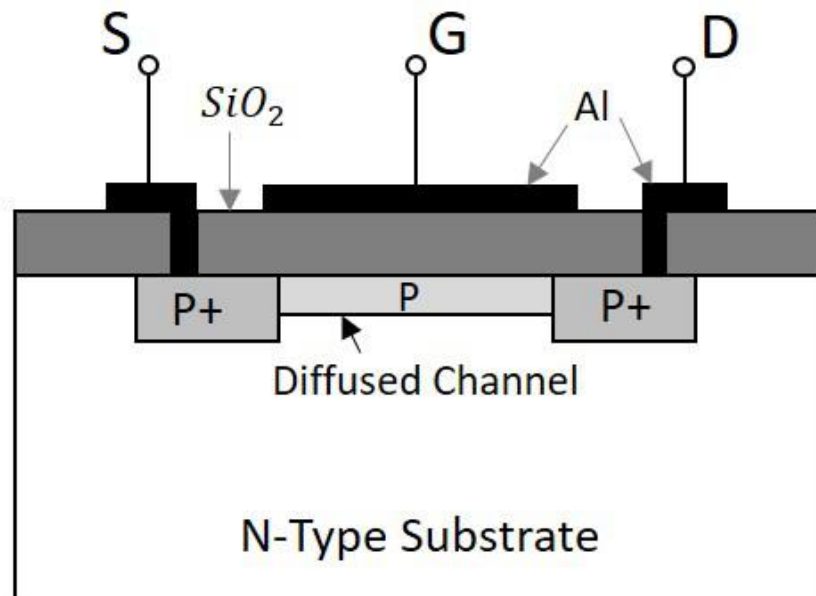 S G D
SiO₂ Al
P+ P P+
Diffused Channel
N-Type Substrate